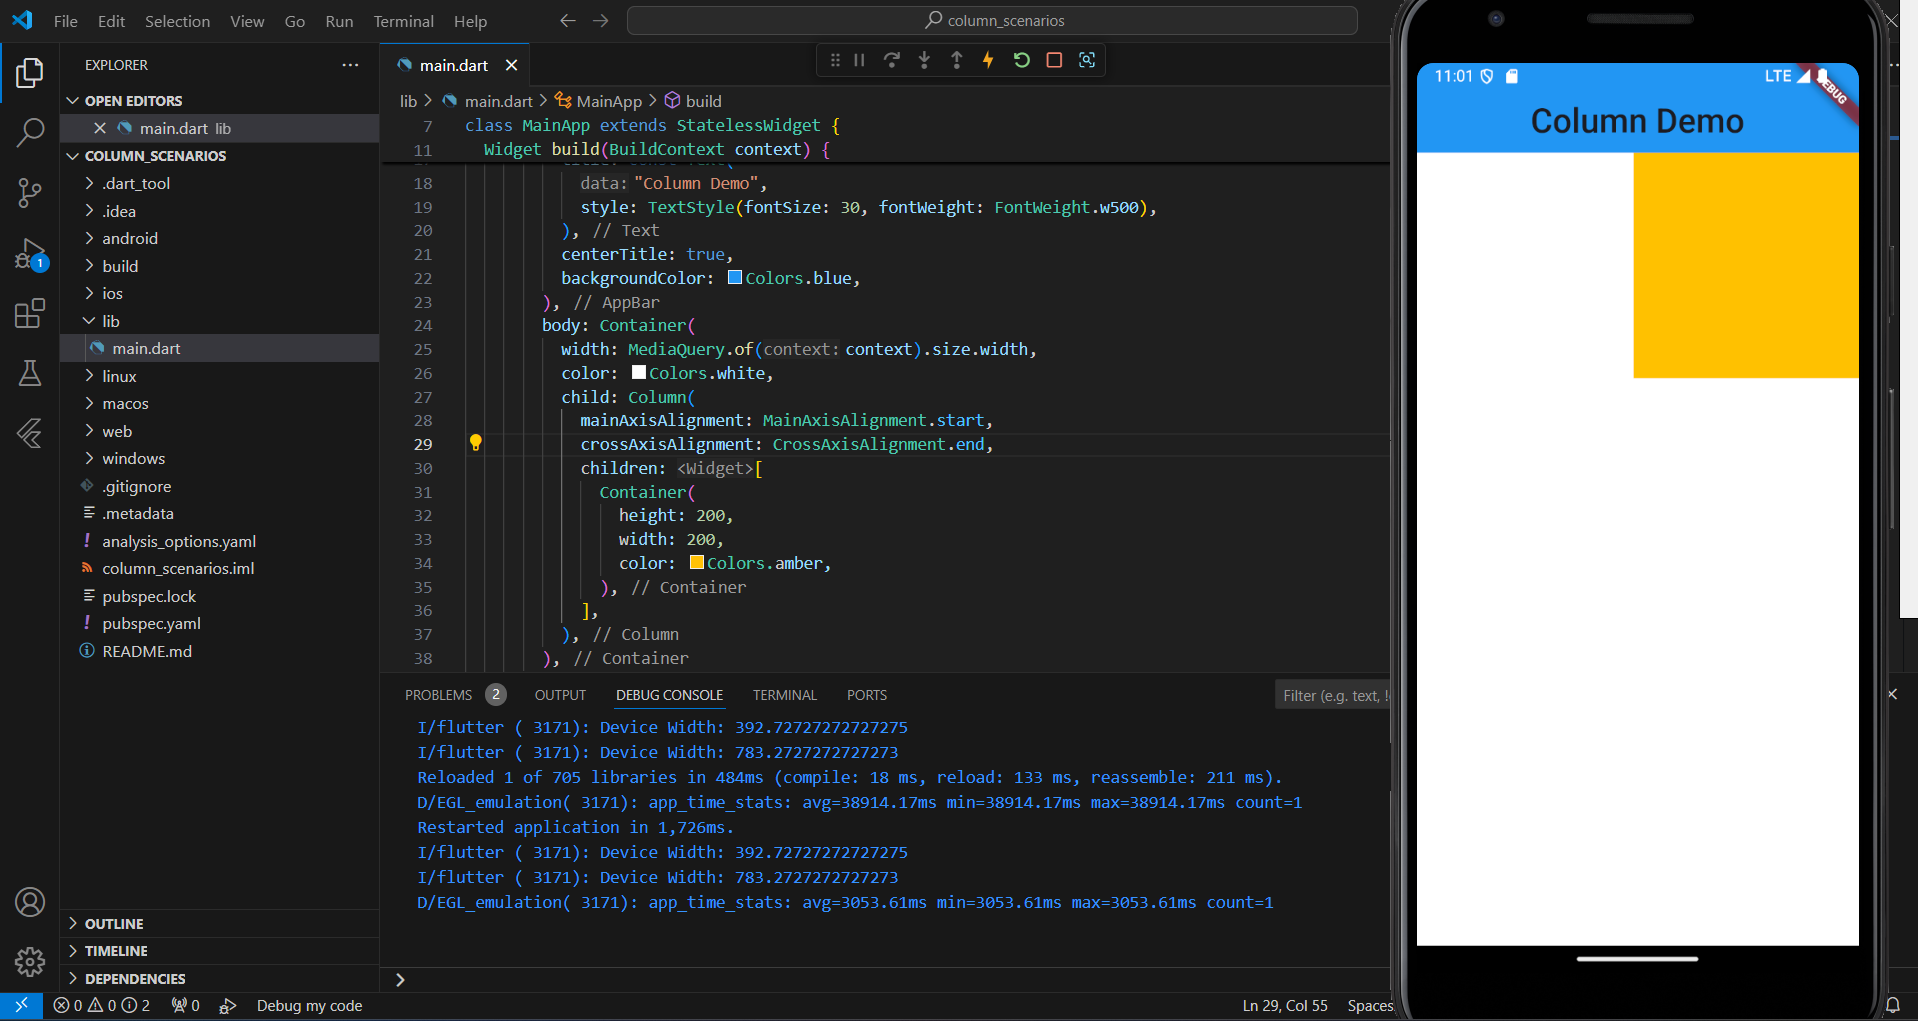 File Edit Selection View Go Run Terminal Help
column_scenarios
EXPLORER
OPEN EDITORS
main.dart lib
COLUMN_SCENARIOS
.dart_tool
.idea
android
build
ios
lib
main.dart
linux
macos
web
windows
.gitignore
.metadata
analysis_options.yaml
column_scenarios.iml
pubspec.lock
pubspec.yaml
README.md
OUTLINE
TIMELINE
DEPENDENCIES
1
main.dart
lib > main.dart > MainApp > build
7 class MainApp extends StatelessWidget {
11 Widget build(BuildContext context) {
18 data: "Column Demo",
19 style: TextStyle(fontSize: 30, fontWeight: FontWeight.w500),
20 ), // Text
21 centerTitle: true,
22 backgroundColor: Colors.blue,
23 ), // AppBar
24 body: Container(
25 width: MediaQuery.of(context: context).size.width,
26 color: Colors.white,
27 child: Column(
28 mainAxisAlignment: MainAxisAlignment.start,
29 crossAxisAlignment: CrossAxisAlignment.end,
30 children: <Widget>[
31 Container(
32 height: 200,
33 width: 200,
34 color: Colors.amber,
35 ), // Container
36 ],
37 ), // Column
38 ), // Container
PROBLEMS 2 OUTPUT DEBUG CONSOLE TERMINAL PORTS
Filter (e.g. text, !
I/flutter ( 3171): Device Width: 392.72727272727275
I/flutter ( 3171): Device Width: 783.2727272727273
Reloaded 1 of 705 libraries in 484ms (compile: 18 ms, reload: 133 ms, reassemble: 211 ms).
D/EGL_emulation( 3171): app_time_stats: avg=38914.17ms min=38914.17ms max=38914.17ms count=1
Restarted application in 1,726ms.
I/flutter ( 3171): Device Width: 392.72727272727275
I/flutter ( 3171): Device Width: 783.2727272727273
D/EGL_emulation( 3171): app_time_stats: avg=3053.61ms min=3053.61ms max=3053.61ms count=1
0 0 2 0 Debug my code
Ln 29, Col 55 Spaces
11:01 LTE
Column Demo